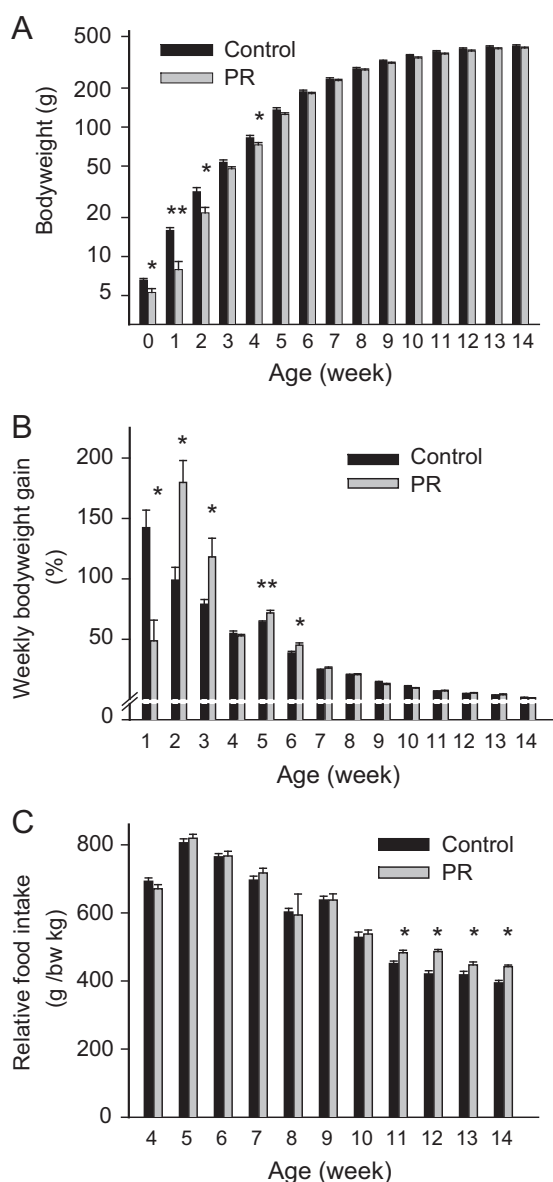 A
Bodyweight (g)
500
200
100
50
20
10
5
Control
PR
*
**
*
*
0 1 2 3 4 5 6 7 8 9 10 11 12 13 14
Age (week)
B
Weekly bodyweight gain
(%)
200
150
100
50
0
Control
PR
*
*
*
**
*
1 2 3 4 5 6 7 8 9 10 11 12 13 14
Age (week)
C
Relative food intake
(g /bw kg)
800
600
400
200
0
Control
PR
* * * *
4 5 6 7 8 9 10 11 12 13 14
Age (week)